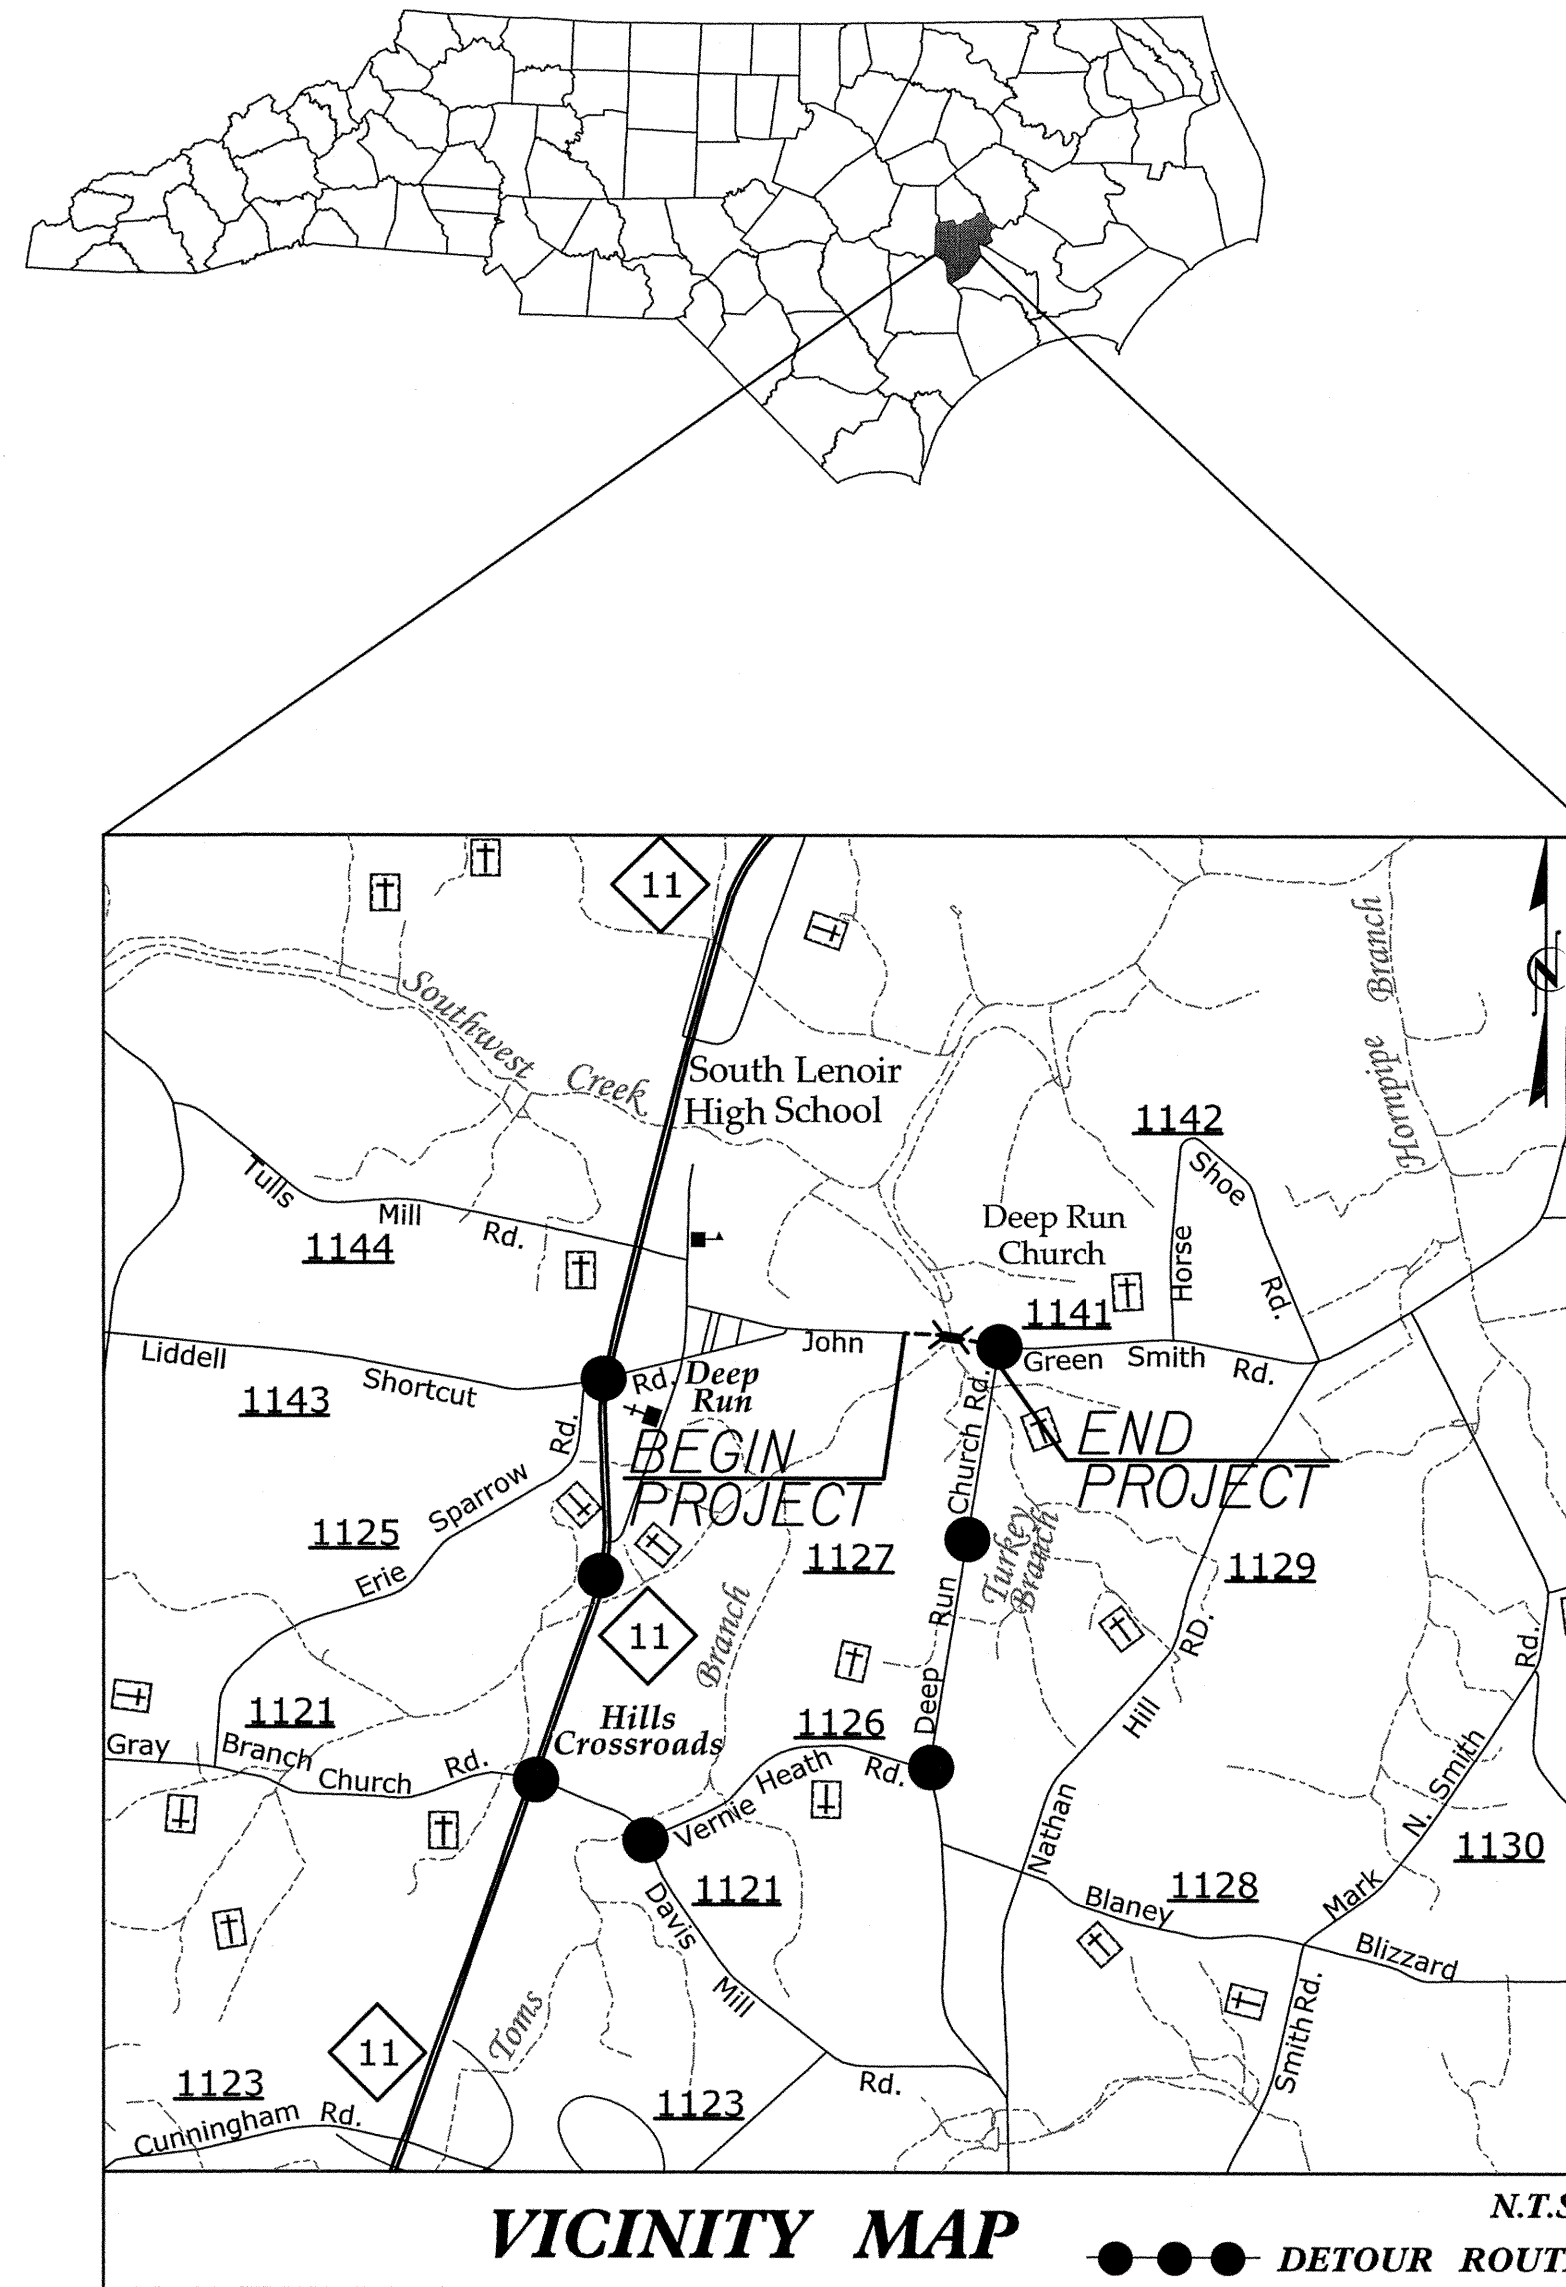 11
Southwest
Creek
Hornpipe Branch
N
South Lenoir
High School
1142
Shoe
Horse
Rd.
Tulls
Mill
Rd.
1144
Deep Run
Church
1141
John
Green Smith
Rd.
Liddell
Shortcut
1143
Rd.
Deep
Run
BEGIN
PROJECT
END
PROJECT
Erie
Sparrow
Rd.
1125
1127
Deep
Run
Church Rd.
Turkey
Branch
1129
11
Branch
1121
Gray
Branch
Church
Rd.
Hills
Crossroads
1126
Vernie
Heath
Rd.
Nathan
Hill
RD.
Mark
N. Smith
Rd.
1130
1121
Davis
Mill
Rd.
Blaney
1128
Blizzard
Smith Rd.
11
Toms
1123
Cunningham Rd.
1123
VICINITY MAP
N.T.S
DETOUR ROUT